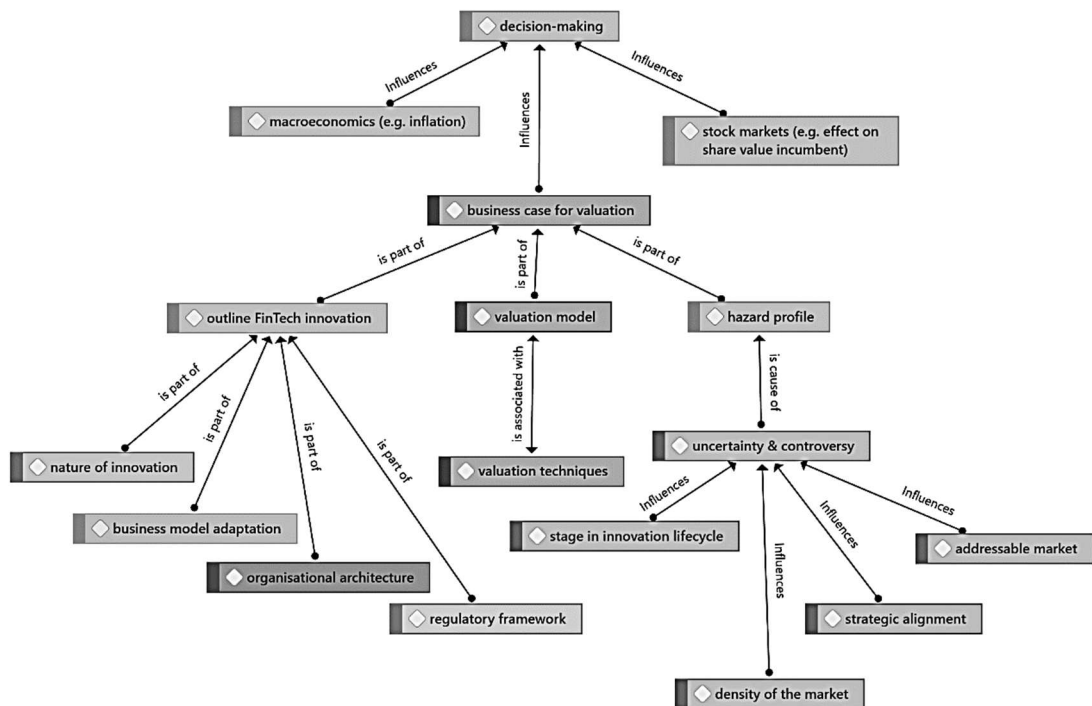 decision-making
Influences
Influences
Influences
macroeconomics (e.g. inflation)
stock markets (e.g. effect on
share value incumbent)
business case for valuation
is part of
is part of
is part of
outline FinTech innovation
valuation model
hazard profile
is part of
is part of
is part of
is part of
is associated with
is cause of
nature of innovation
valuation techniques
uncertainty & controversy
business model adaptation
Influences
Influences
Influences
Influences
stage in innovation lifecycle
addressable market
organisational architecture
regulatory framework
strategic alignment
density of the market